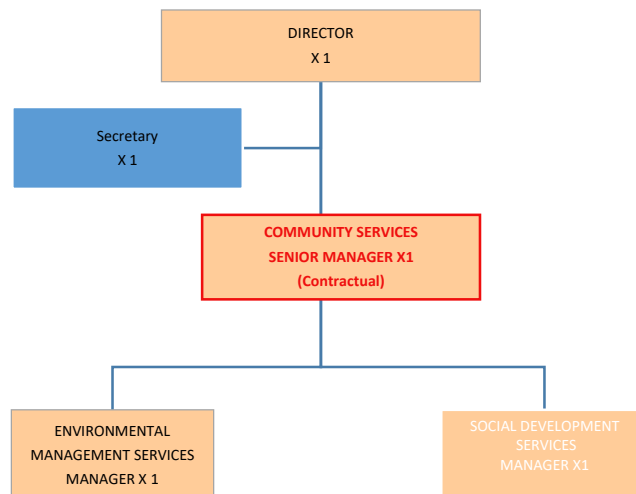 DIRECTOR
X 1
Secretary
X 1
COMMUNITY SERVICES
SENIOR MANAGER X1
(Contractual)
ENVIRONMENTAL
MANAGEMENT SERVICES
MANAGER X 1
SOCIAL DEVELOPMENT
SERVICES
MANAGER X1